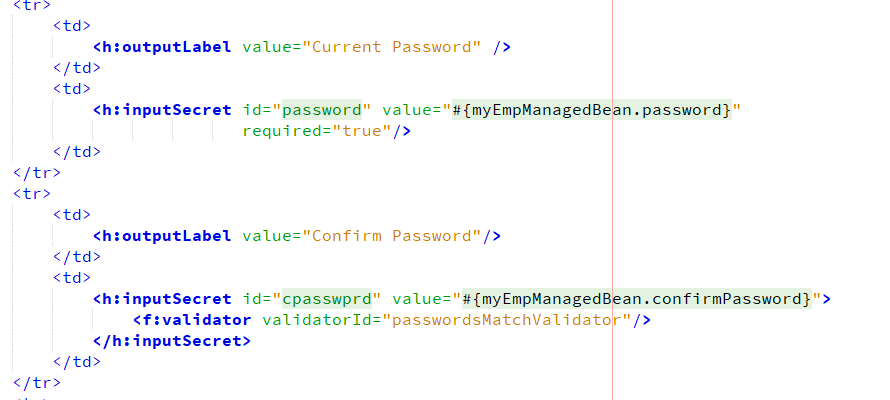 <tr>
<td>
<h:outputLabel value="Current Password" />
</td>
<td>
<h:inputSecret id="password" value="#{myEmpManagedBean.password}"
required="true"/>
</td>
</tr>
<tr>
<td>
<h:outputLabel value="Confirm Password"/>
</td>
<td>
<h:inputSecret id="cpasswprd" value="#{myEmpManagedBean.confirmPassword}">
<f:validator validatorId="passwordsMatchValidator"/>
</h:inputSecret>
</td>
</tr>